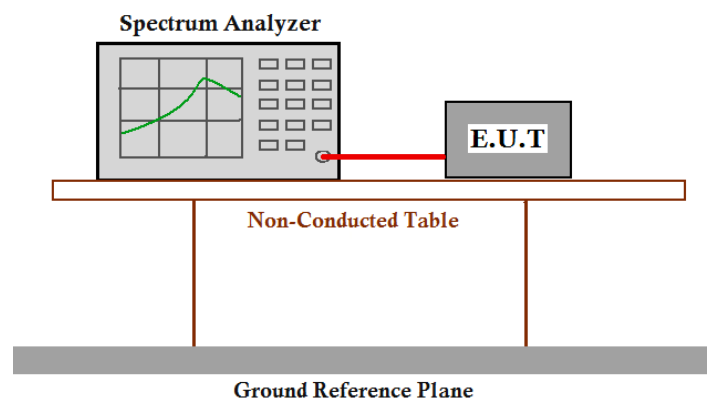 Spectrum Analyzer
E.U.T
Non-Conducted Table
Ground Reference Plane